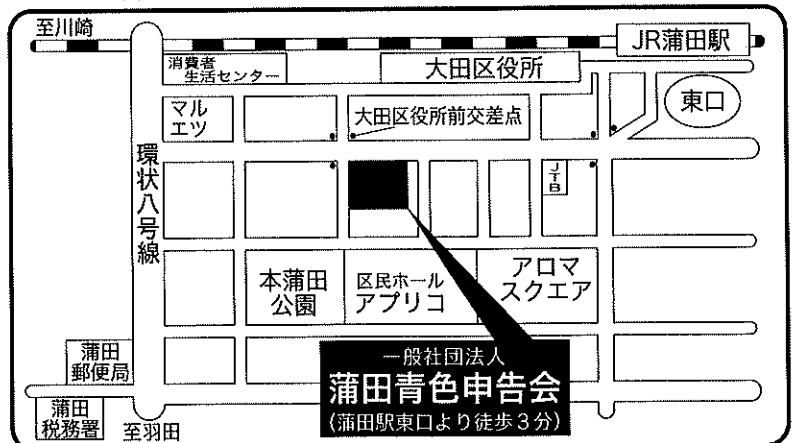 至川崎
JR蒲田駅
消費者
生活センター
大田区役所
東口
マル
エツ
大田区役所前交差点
環状八号線
JTB
本蒲田
公園
区民ホール
アプリコ
アロマ
スクエア
蒲田
郵便局
一般社団法人
蒲田青色申告会
(蒲田駅東口より徒歩3分)
蒲田
税務署
至羽田